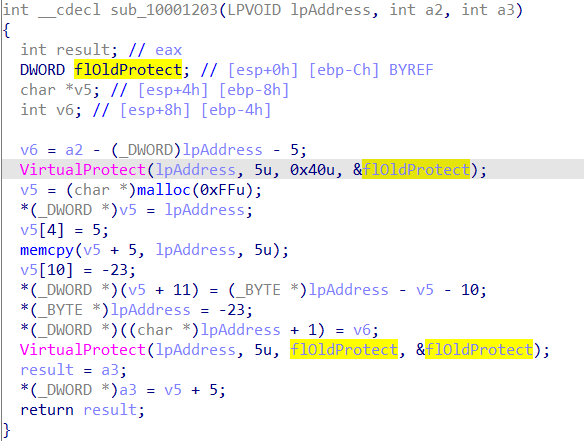 int __cdecl sub_10001203(LPVOID lpAddress, int a2, int a3)
{
  int result; // eax
  DWORD flOldProtect; // [esp+0h] [ebp-Ch] BYREF
  char *v5; // [esp+4h] [ebp-8h]
  int v6; // [esp+8h] [ebp-4h]

  v6 = a2 - (_DWORD)lpAddress - 5;
  VirtualProtect(lpAddress, 5u, 0x40u, &flOldProtect);
  v5 = (char *)malloc(0xFFu);
  *(_DWORD *)v5 = lpAddress;
  v5[4] = 5;
  memcpy(v5 + 5, lpAddress, 5u);
  v5[10] = -23;
  *(_DWORD *)(v5 + 11) = (_BYTE *)lpAddress - v5 - 10;
  *(_BYTE *)lpAddress = -23;
  *(_DWORD *)((char *)lpAddress + 1) = v6;
  VirtualProtect(lpAddress, 5u, flOldProtect, &flOldProtect);
  result = a3;
  *(_DWORD *)a3 = v5 + 5;
  return result;
}